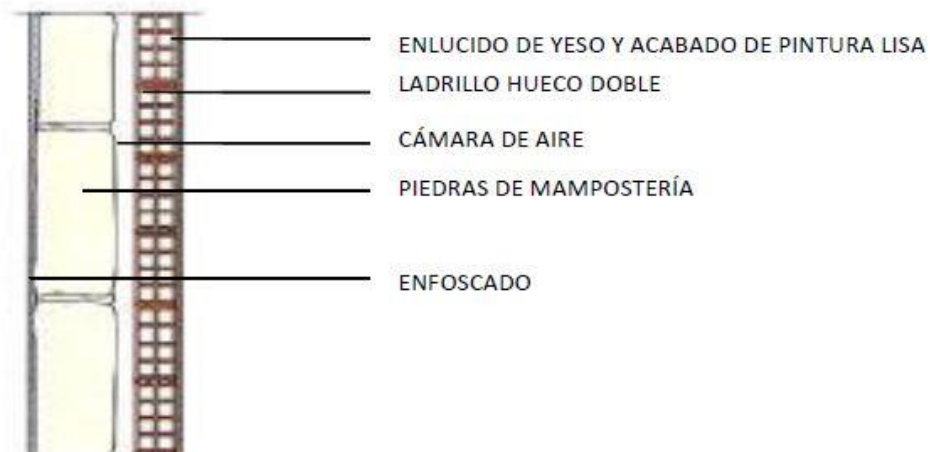 ENLUCIDO DE YESO Y ACABADO DE PINTURA LISA
LADRILLO HUECO DOBLE
CÁMARA DE AIRE
PIEDRAS DE MAMPOSTERÍA
ENFOSCADO